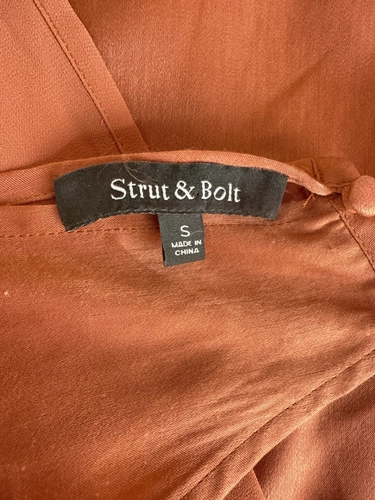 Strut & Bolt
S
MADE IN
CHINA